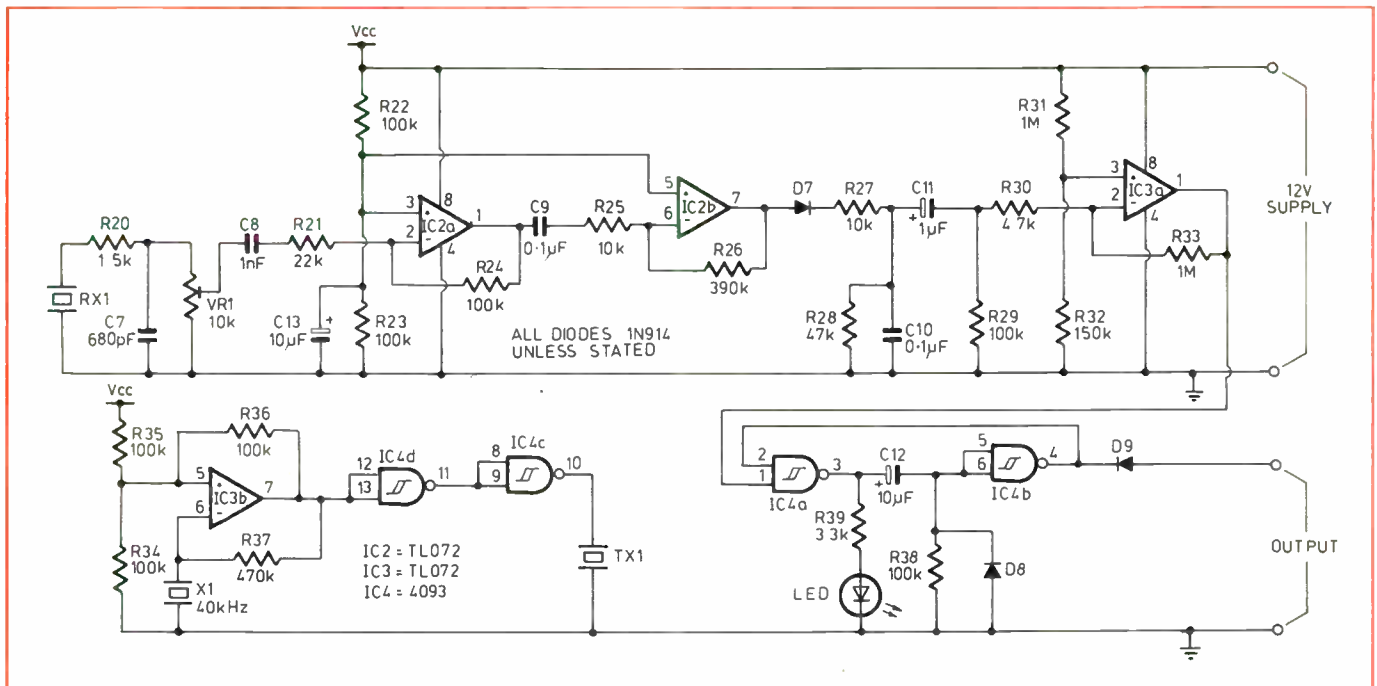 Vcc
R22
100k
R31
1M
12V
SUPPLY
R20
1 5k
C8
1nF
R21
22k
3
2
8
1
4
IC2a
C9
0·1µF
R25
10k
5
6
7
IC2b
D7
R27
10k
C11
+
1µF
R30
4 7k
3
2
8
1
4
IC3a
RX1
C7
680pF
VR1
10k
R24
100k
R26
390k
R33
1M
C13
10µF
+
R23
100k
ALL DIODES 1N914
UNLESS STATED
R28
47k
C10
0·1µF
R29
100k
R32
150k
Vcc
R35
100k
R36
100k
5
6
7
IC3b
R37
470k
R34
100k
X1
40kHz
IC4d
12
13
11
IC4c
8
9
10
IC2 = TL072
IC3 = TL072
IC4 = 4093
TX1
2
1
3
IC4a
C12
+
10µF
5
6
4
IC4b
D9
R39
3.3k
LED
R38
100k
D8
OUTPUT